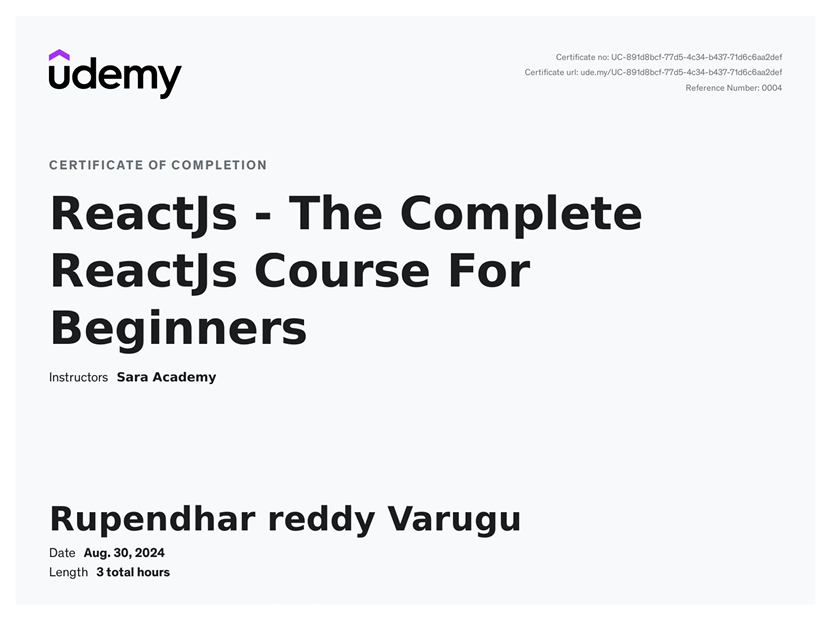 udemy
Certificate no: UC-891d8bcf-77d5-4c34-b437-71d6c6aa2def
Certificate url: ude.my/UC-891d8bcf-77d5-4c34-b437-71d6c6aa2def
Reference Number: 0004
CERTIFICATE OF COMPLETION
ReactJs - The Complete
ReactJs Course For
Beginners
Instructors Sara Academy
Rupendhar reddy Varugu
Date Aug. 30, 2024
Length 3 total hours